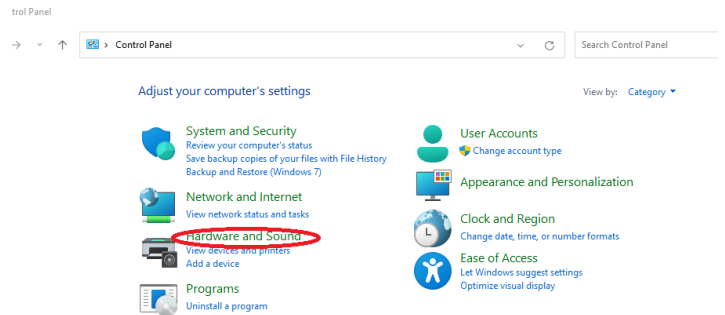 trol Panel
Control Panel
Search Control Panel
Adjust your computer's settings
View by: Category
System and Security
Review your computer's status
Save backup copies of your files with File History
Backup and Restore (Windows 7)
Network and Internet
View network status and tasks
Hardware and Sound
View devices and printers
Add a device
Programs
Uninstall a program
User Accounts
Change account type
Appearance and Personalization
Clock and Region
Change date, time, or number formats
Ease of Access
Let Windows suggest settings
Optimize visual display